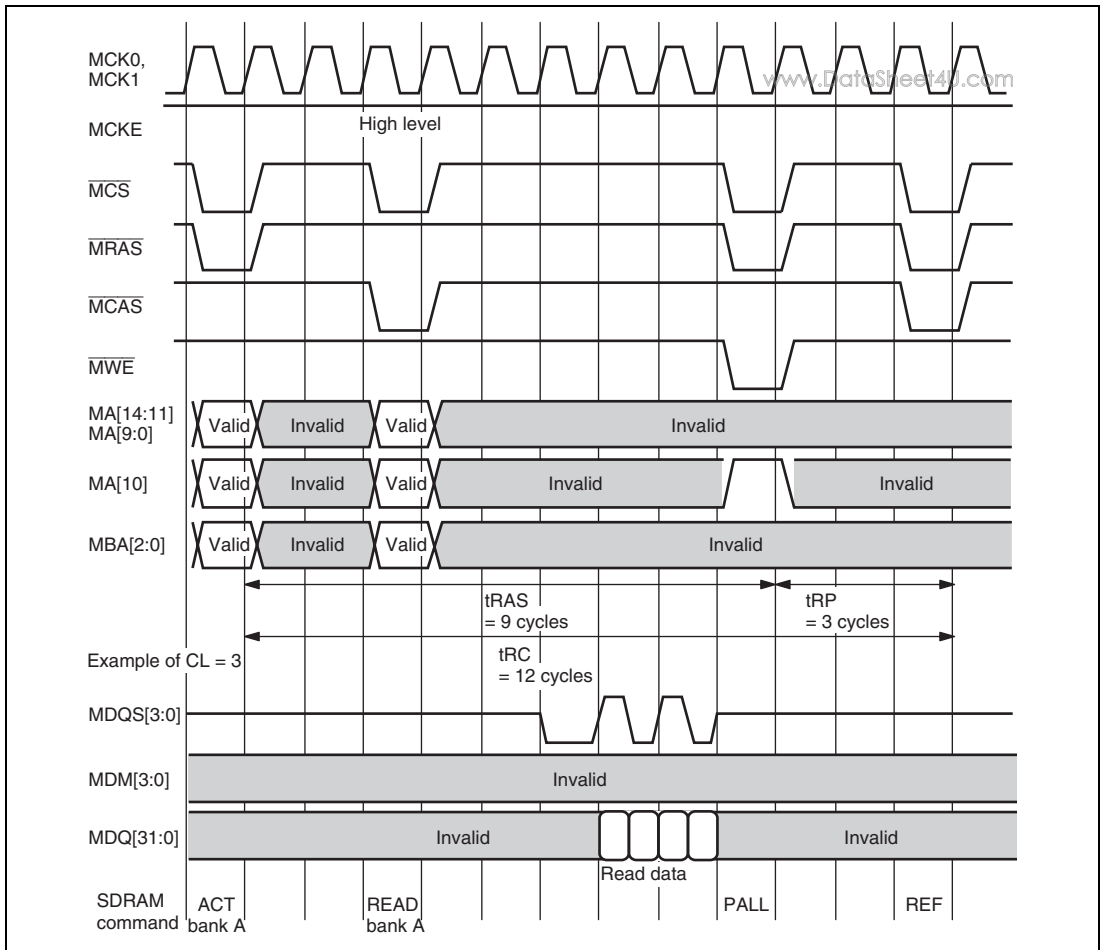 MCK0,
MCK1
www.DataSheet4U.com
MCKE
High level
MCS
MRAS
MCAS
MWE
MA[14:11]
MA[9:0]
Valid Invalid Valid Invalid
MA[10]
Valid Invalid Valid Invalid Invalid
MBA[2:0]
Valid Invalid Valid Invalid
tRAS
= 9 cycles
tRP
= 3 cycles
Example of CL = 3
tRC
= 12 cycles
MDQS[3:0]
MDM[3:0]
Invalid
MDQ[31:0]
Invalid Invalid
Read data
SDRAM
command
ACT
bank A
READ
bank A
PALL
REF